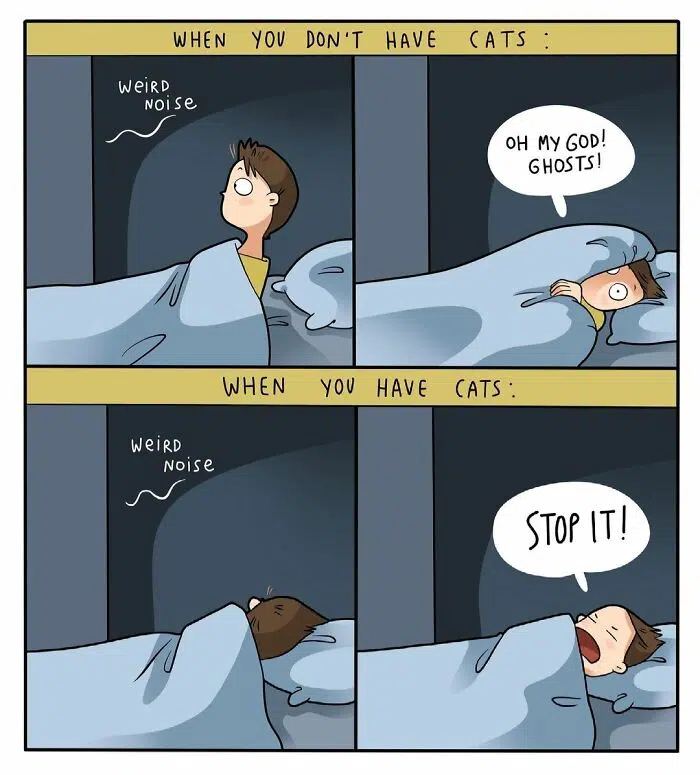 WHEN YOU DON'T HAVE CATS :
WEIRD
NOISE
OH MY GOD!
GHOSTS!
WHEN YOU HAVE CATS :
WEIRD
NOISE
STOP IT!